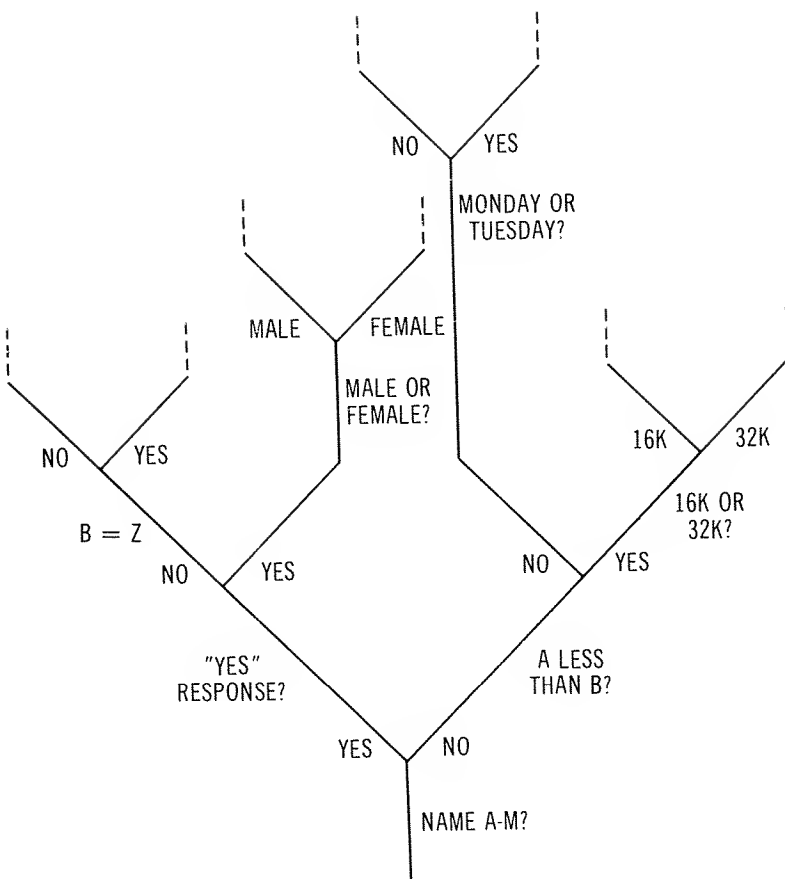 NO YES
MONDAY OR
TUESDAY?
MALE FEMALE
MALE OR
FEMALE?
NO YES
B = Z
16K 32K
16K OR
32K?
NO YES
NO YES
"YES"
RESPONSE?
A LESS
THAN B?
YES NO
NAME A-M?